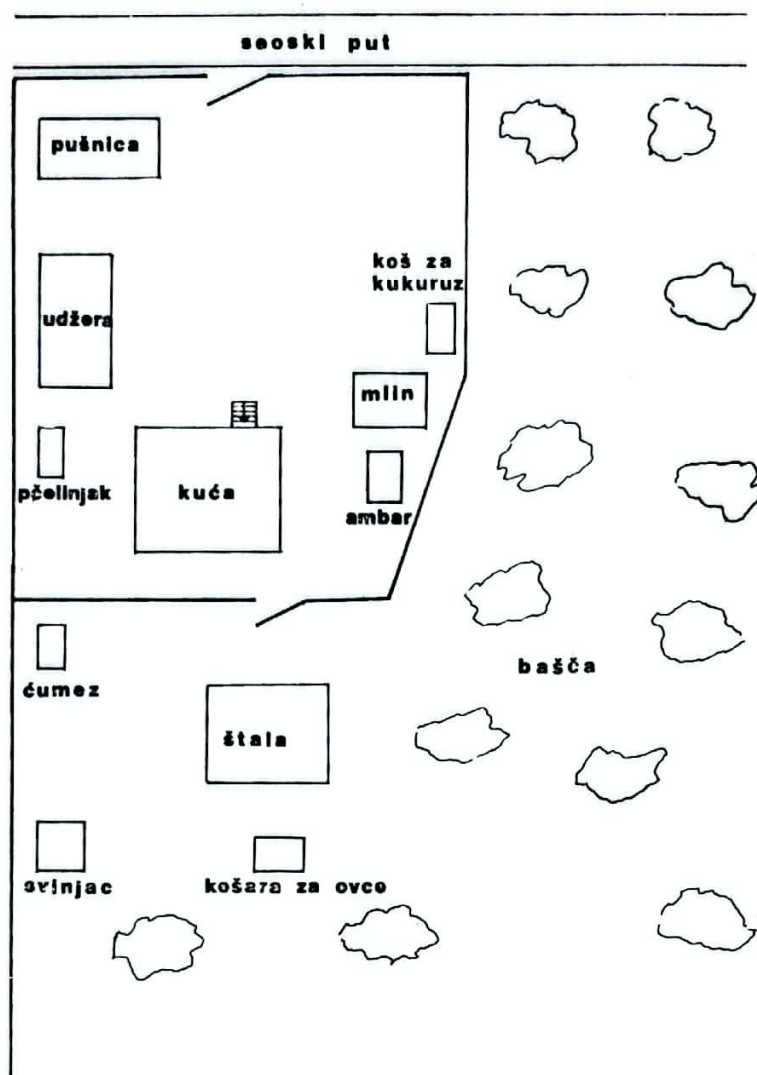 seoski put
pušnica
koš za
kukuruz
udžera
mlin
pčelinjak
kuća
ambar
ćumez
bašča
štala
svinjac
košara za ovce